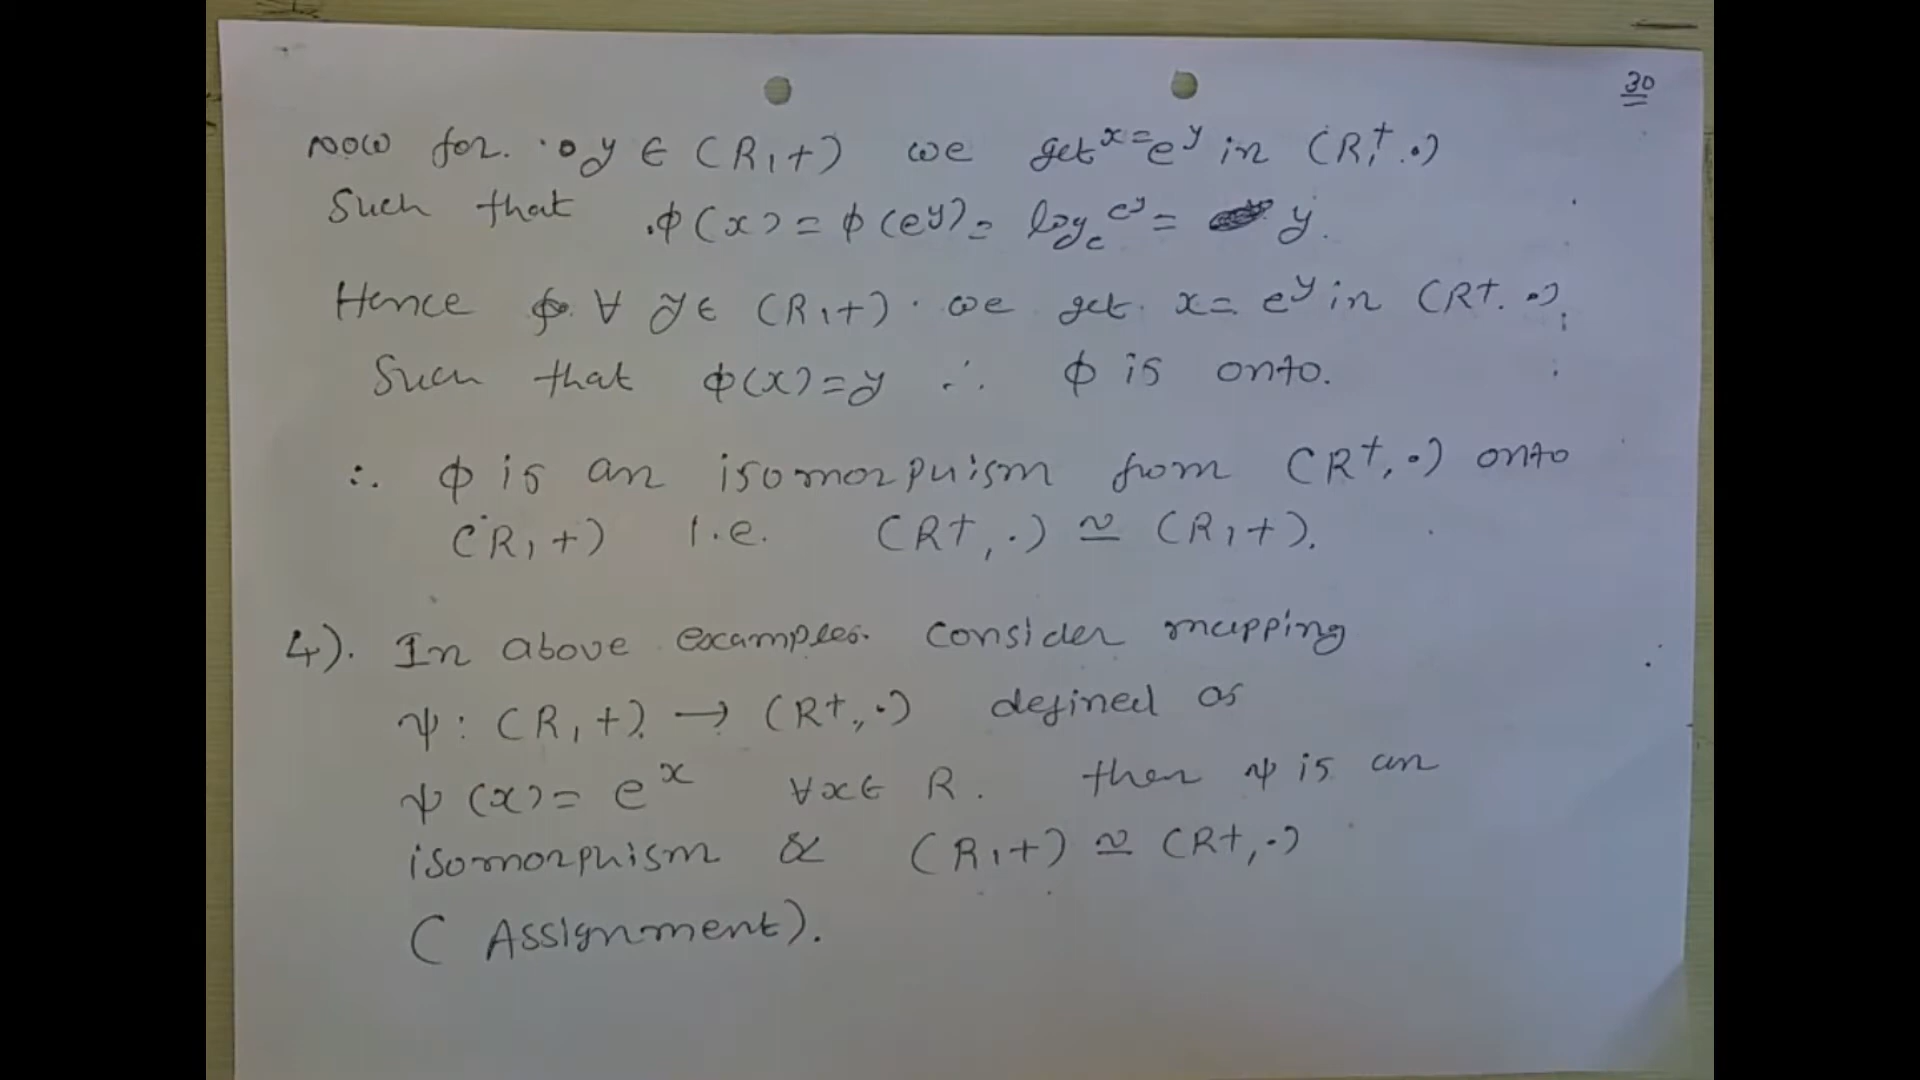 30
Now for y ∈ (R, +) we get x = e^y in (R⁺, ·)
Such that ϕ(x) = ϕ(e^y) = log_e e^y = y.
Hence ∀ y ∈ (R, +) we get x = e^y in (R⁺, ·)
Such that ϕ(x) = y ∴ ϕ is onto.
∴ ϕ is an isomorphism from (R⁺, ·) onto
(R, +) i.e. (R⁺, ·) ≃ (R, +).
4). In above examples consider mapping
ψ : (R, +) → (R⁺, ·) defined as
ψ(x) = e^x ∀x∈ R. then ψ is an
isomorphism & (R, +) ≃ (R⁺, ·)
(Assignment).